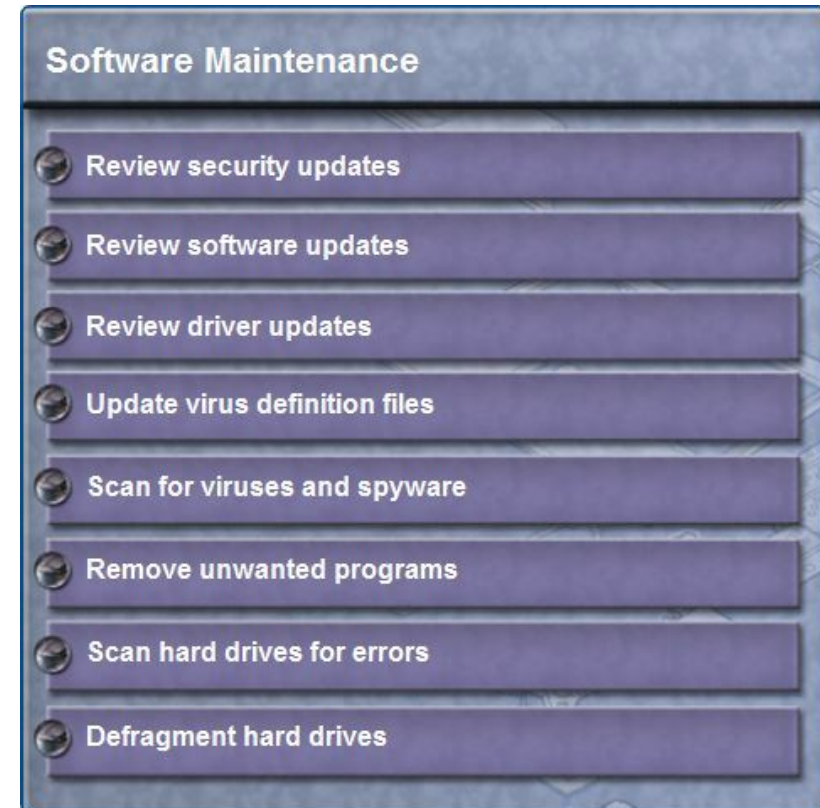 Software Maintenance
Review security updates
Review software updates
Review driver updates
Update virus definition files
Scan for viruses and spyware
Remove unwanted programs
Scan hard drives for errors
Defragment hard drives